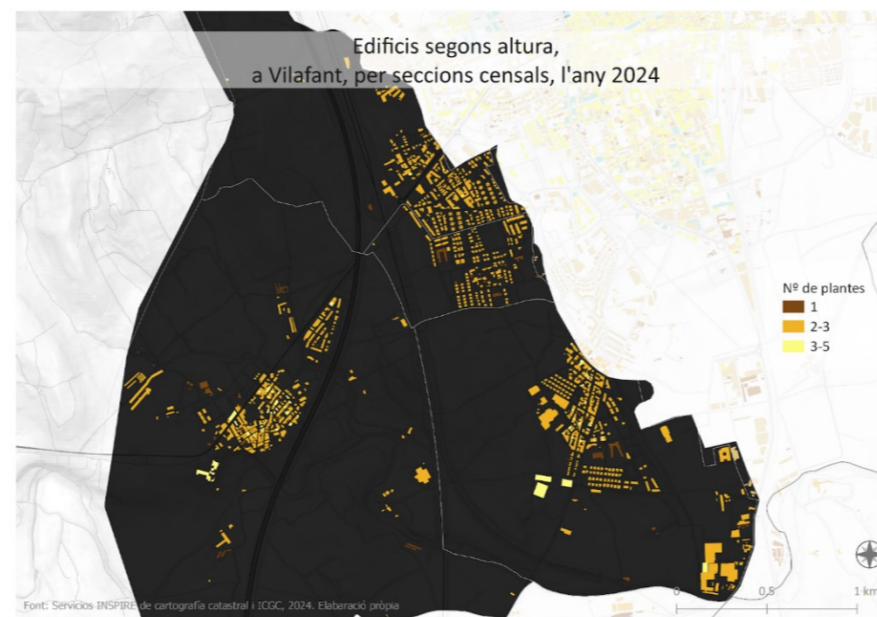 Edificis segons altura,
a Vilafant, per seccions censals, l'any 2024
Nº de plantes
1
2-3
3-5
Font: Servicios INSPIRE de cartografía catastral i ICGC, 2024. Elaboració pròpia
0 0,5 1 km